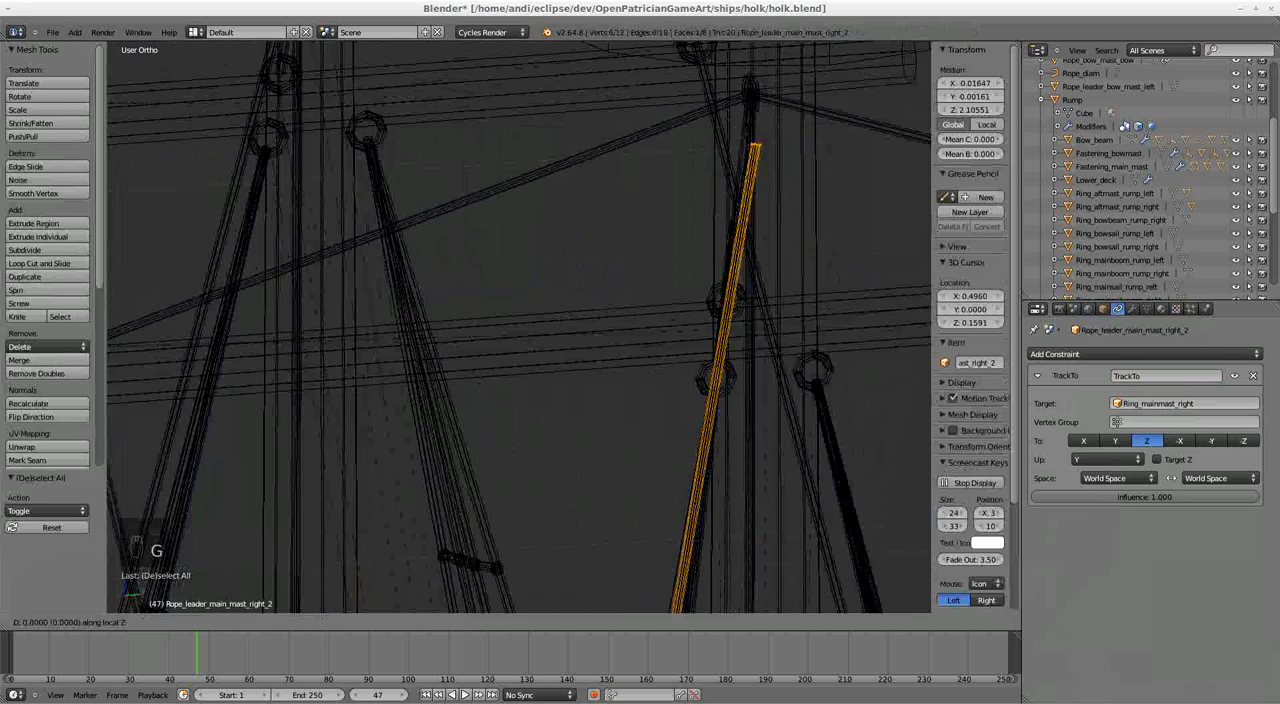 Blender* [/home/andi/eclipse/dev/OpenPatricianGameArt/ships/holk/holk.blend]
File Add Render Window Help Default Scene Cycles Render v2.64.8 | Verts:6/12 | Edges:6/18 | Faces:1/8 | Tris:20 | Rope_leader_main_mast_right_2
View Search All Scenes
Mesh Tools
Transform:
Translate
Rotate
Scale
Shrink/Fatten
Push/Pull
Deform:
Edge Slide
Noise
Smooth Vertex
Add:
Extrude Region
Extrude Individual
Subdivide
Loop Cut and Slide
Duplicate
Spin
Screw
Knife Select
Remove:
Delete
Merge
Remove Doubles
Normals
Recalculate
Flip Direction
UV-Mapping:
Unwrap
Mark Seam
(De)select All
Action
Toggle
Reset
User Ortho
G
Last: (De)select All
(47) Rope_leader_main_mast_right_2
D: 0.0000 (0.0000) along local Z
Transform
Median:
X: -0.01647
Y: -0.00161
Z: 2.10551
Global Local
Mean C: 0.000
Mean B: 0.000
Grease Pencil
New
New Layer
Delete F Convert
View
3D Cursor
Location:
X: 0.4960
Y: 0.0000
Z: 0.1591
Item
ast_right_2
Display
Motion Track
Mesh Display
Background I
Transform Orient
Screencast Keys
Stop Display
Size: Position
24 X: 3
33 10
Fade Out: 3.50
Mouse: Icon
Left Right
Rope_bow_mast_bow
Rope_diam
Rope_leader_bow_mast_left
Rump
Cube
Modifiers
Bow_beam
Fastening_bowmast
Fastening_main_mast
Lower_deck
Ring_aftmast_rump_left
Ring_aftmast_rump_right
Ring_bowbeam_rump_right
Ring_bowsail_rump_left
Ring_bowsail_rump_right
Ring_mainboom_rump_left
Ring_mainboom_rump_right
Ring_mainsail_rump_left
Rope_leader_main_mast_right_2
Add Constraint
TrackTo TrackTo
Target: Ring_mainmast_right
Vertex Group
To: X Y Z -X -Y -Z
Up: Y Target Z
Space: World Space World Space
Influence: 1.000
0 10 20 30 40 50 60 70 80 90 100 110 120 130 140 150 160 170 180 190 200 210 220 230 240 250
View Marker Frame Playback Start: 1 End: 250 47 No Sync